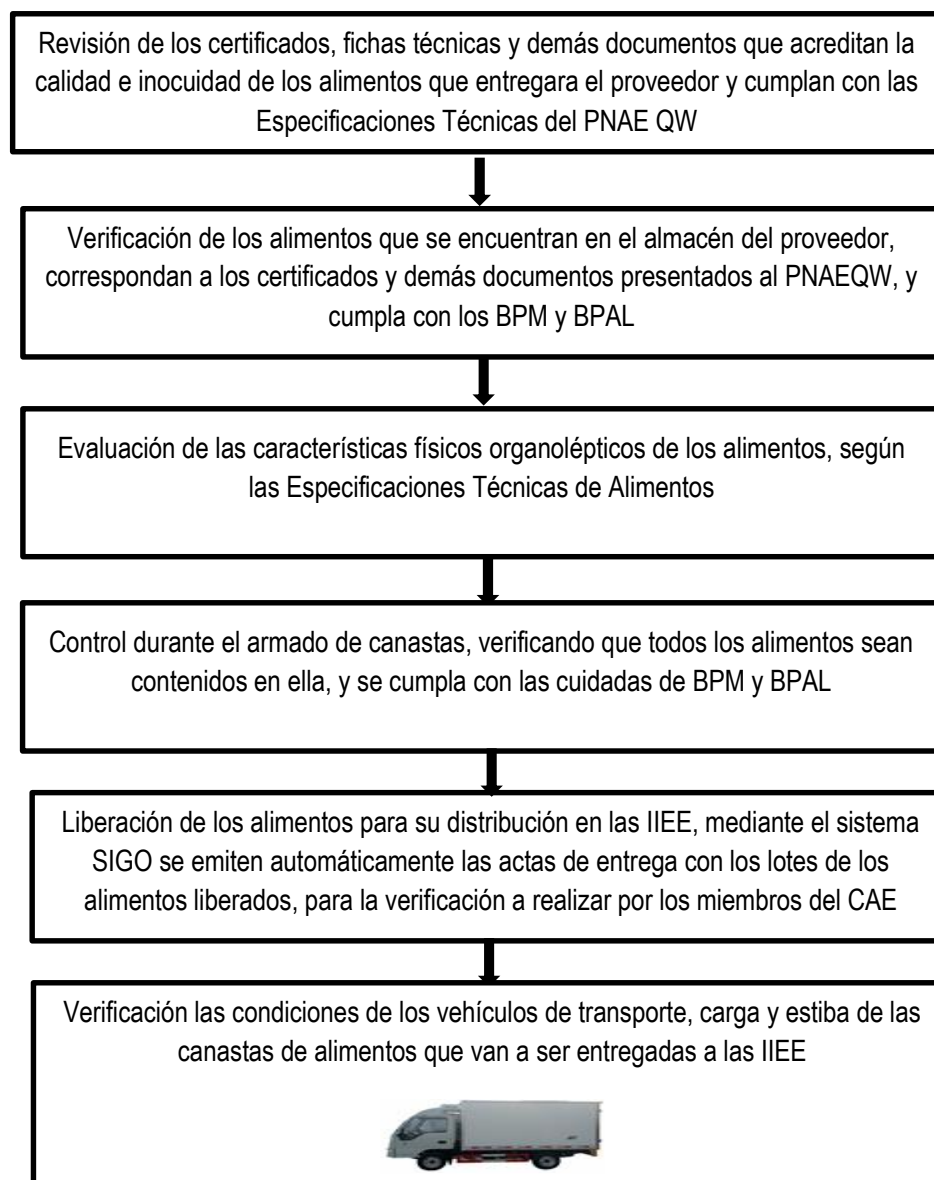 Revisión de los certificados, fichas técnicas y demás documentos que acreditan la
calidad e inocuidad de los alimentos que entregara el proveedor y cumplan con las
Especificaciones Técnicas del PNAE QW
Verificación de los alimentos que se encuentran en el almacén del proveedor,
correspondan a los certificados y demás documentos presentados al PNAEQW, y
cumpla con los BPM y BPAL
Evaluación de las características físicos organolépticos de los alimentos, según
las Especificaciones Técnicas de Alimentos
Control durante el armado de canastas, verificando que todos los alimentos sean
contenidos en ella, y se cumpla con las cuidadas de BPM y BPAL
Liberación de los alimentos para su distribución en las IIEE, mediante el sistema
SIGO se emiten automáticamente las actas de entrega con los lotes de los
alimentos liberados, para la verificación a realizar por los miembros del CAE
Verificación las condiciones de los vehículos de transporte, carga y estiba de las
canastas de alimentos que van a ser entregadas a las IIEE